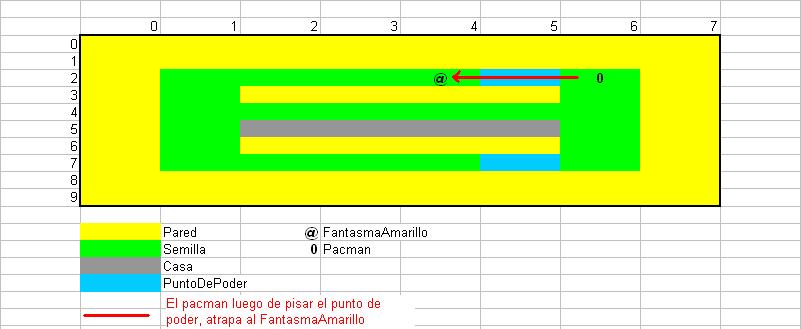 0 1 2 3 4 5 6 7
0
1
2 @ 0
3
4
5
6
7
8
9
Pared @ FantasmaAmarillo
Semilla 0 Pacman
Casa
PuntoDePoder
El pacman luego de pisar el punto de
poder, atrapa al FantasmaAmarillo